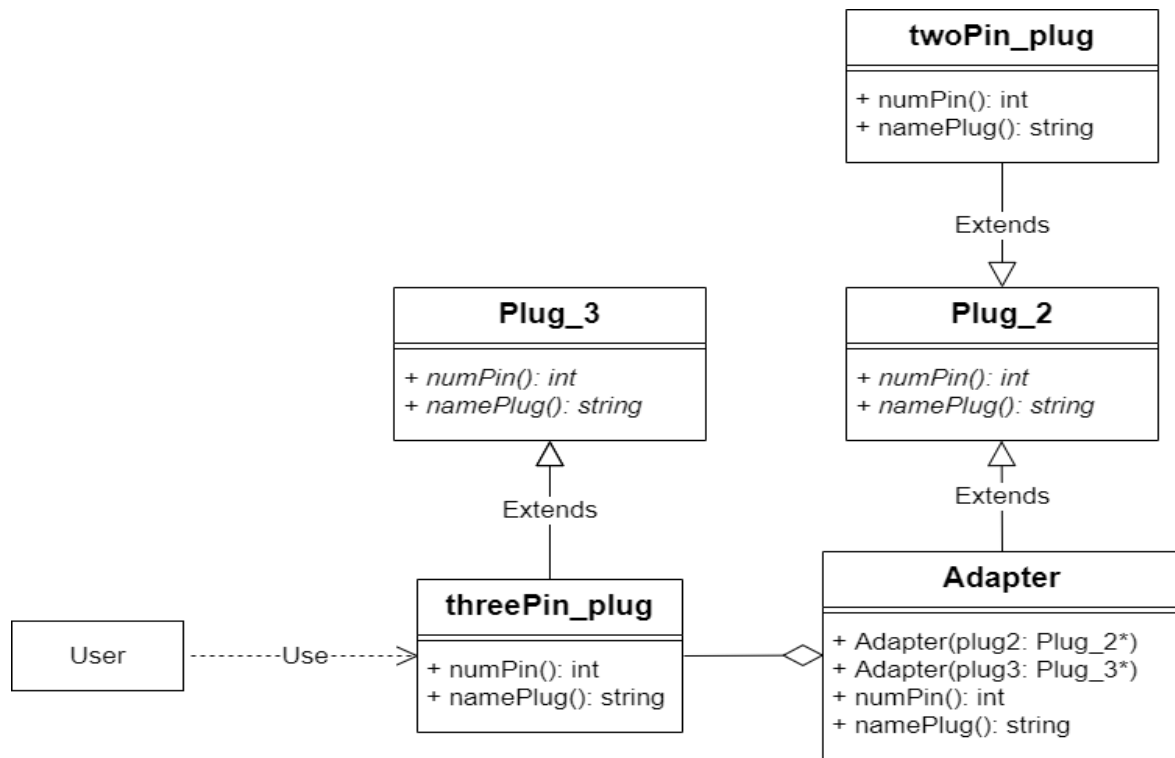 twoPin_plug
+ numPin(): int
+ namePlug(): string
Extends
Plug_3
+ numPin(): int
+ namePlug(): string
Plug_2
+ numPin(): int
+ namePlug(): string
Extends
Extends
User
Use
threePin_plug
+ numPin(): int
+ namePlug(): string
Adapter
+ Adapter(plug2: Plug_2*)
+ Adapter(plug3: Plug_3*)
+ numPin(): int
+ namePlug(): string